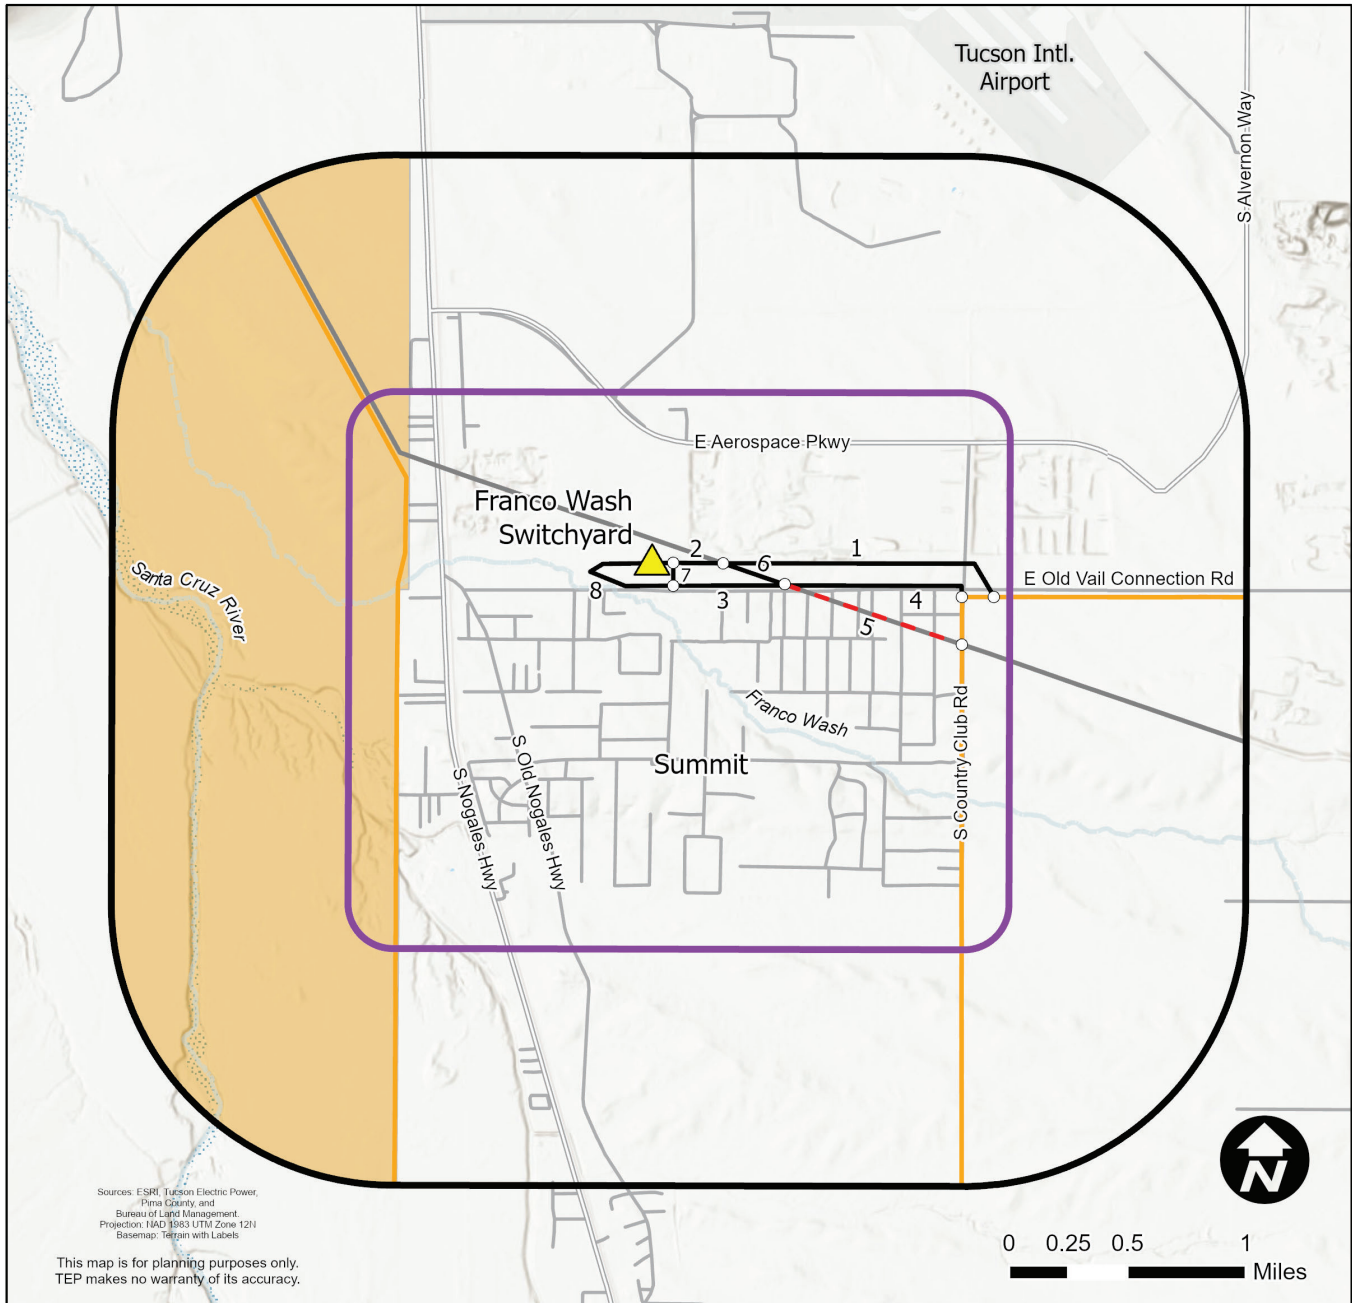 Tucson Intl.
Airport
S Alvernon Way
E Aerospace Pkwy
Franco Wash
Switchyard
2
6
1
7
8
3
4
5
E Old Vail Connection Rd
Santa Cruz River
Franco Wash
Summit
S Country Club Rd
S Old Nogales Hwy
S Nogales Hwy
Sources: ESRI, Tucson Electric Power,
Pima County, and
Bureau of Land Management.
Projection: NAD 1983 UTM Zone 12N
Basemap: Terrain with Labels
This map is for planning purposes only.
TEP makes no warranty of its accuracy.
N
0 0.25 0.5 1
Miles